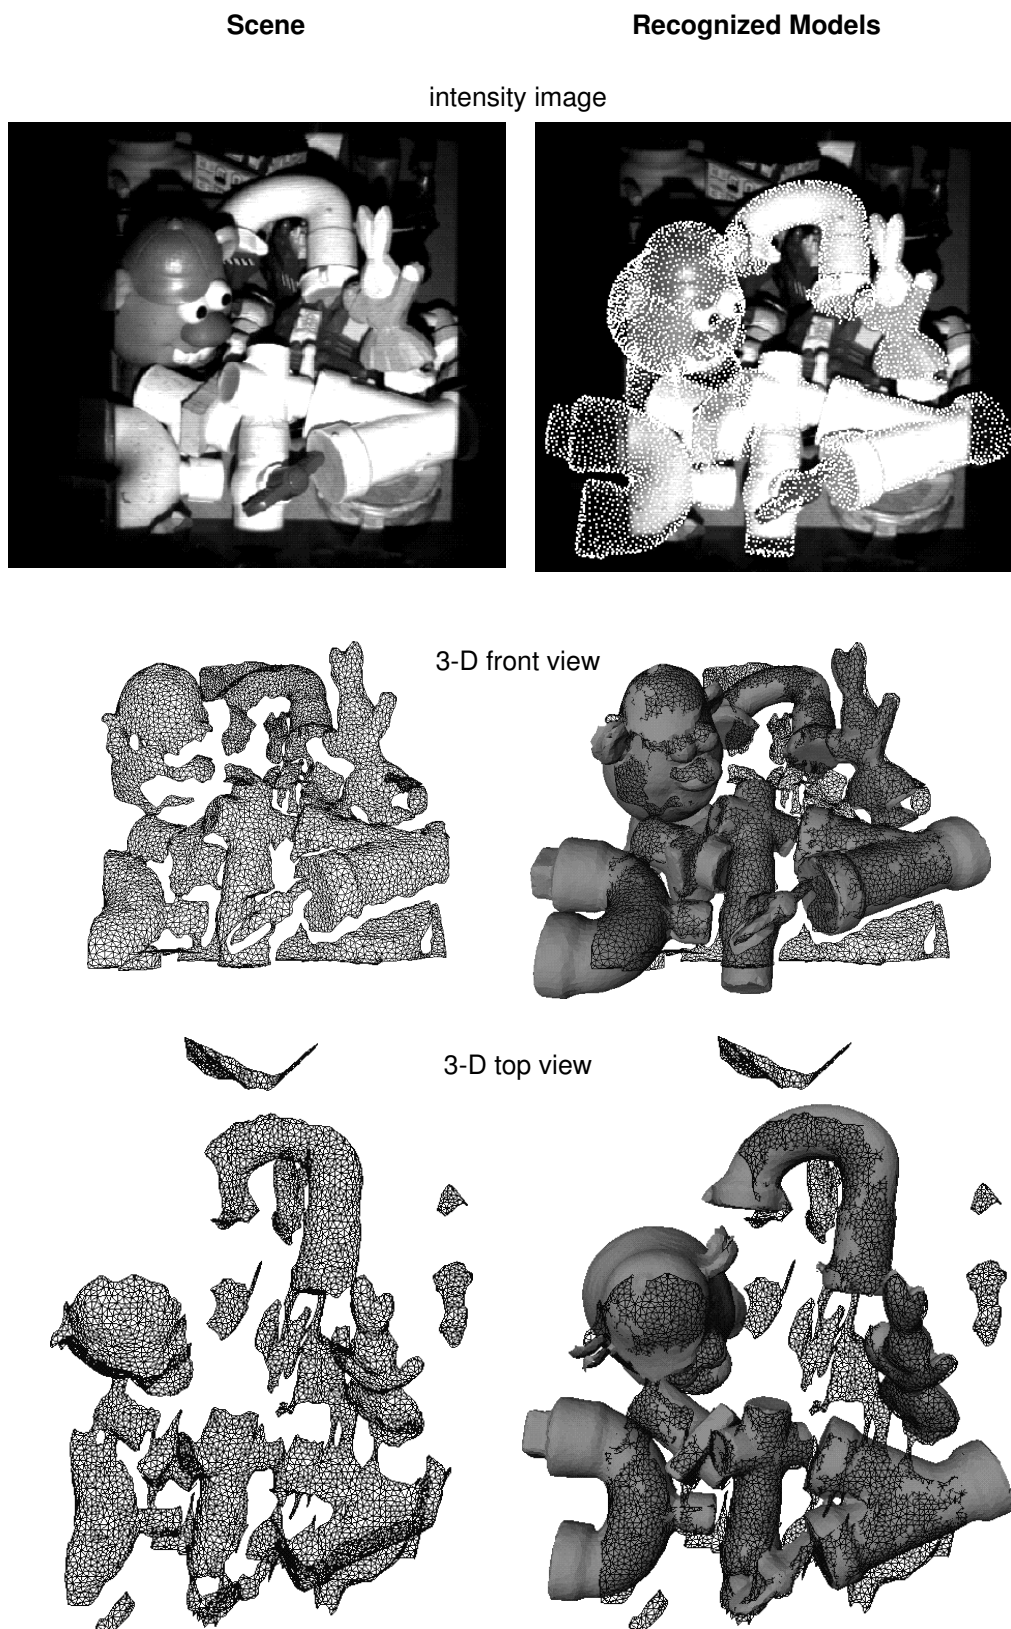 Scene Recognized Models
intensity image
3-D front view
3-D top view